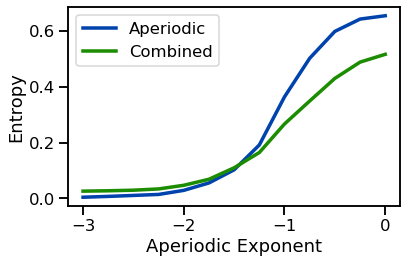 Aperiodic
Combined
Entropy
0.6
0.4
0.2
0.0
−3 −2 −1 0
Aperiodic Exponent